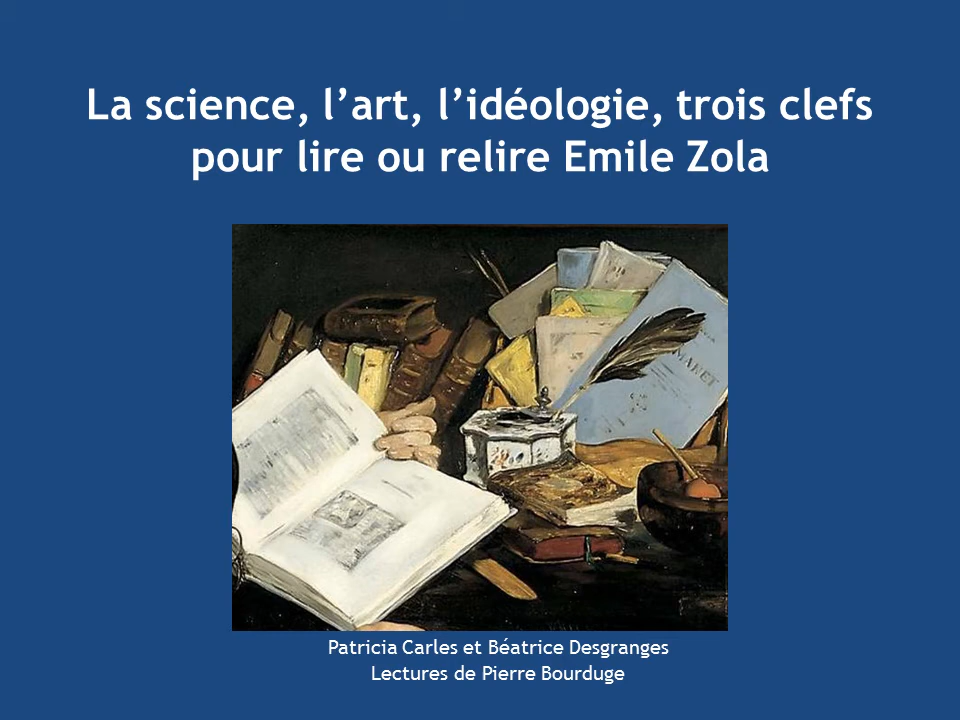 La science, l’art, l’idéologie, trois clefs
pour lire ou relire Emile Zola
MANET
Patricia Carles et Béatrice Desgranges
Lectures de Pierre Bourduge